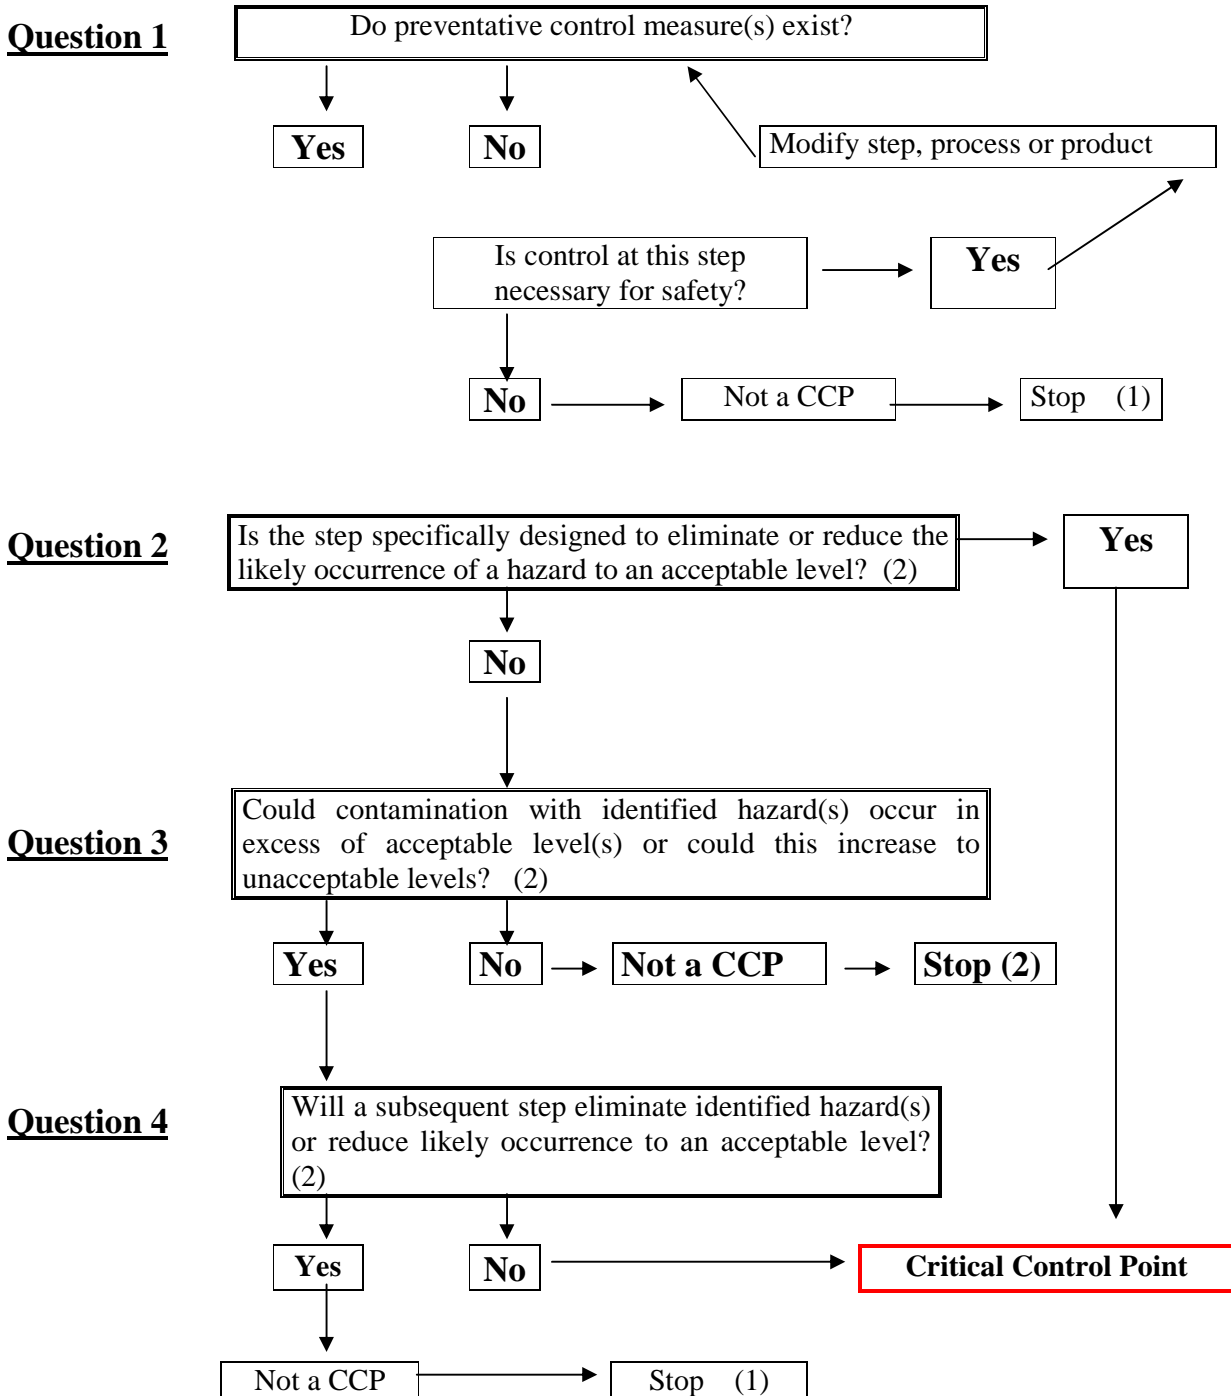 Question 1
Do preventative control measure(s) exist?
Yes
No
Modify step, process or product
Is control at this step
necessary for safety?
Yes
No
Not a CCP
Stop (1)
Question 2
Is the step specifically designed to eliminate or reduce the
likely occurrence of a hazard to an acceptable level? (2)
Yes
No
Question 3
Could contamination with identified hazard(s) occur in
excess of acceptable level(s) or could this increase to
unacceptable levels? (2)
Yes
No
Not a CCP
Stop (2)
Question 4
Will a subsequent step eliminate identified hazard(s)
or reduce likely occurrence to an acceptable level?
(2)
Yes
No
Critical Control Point
Not a CCP
Stop (1)